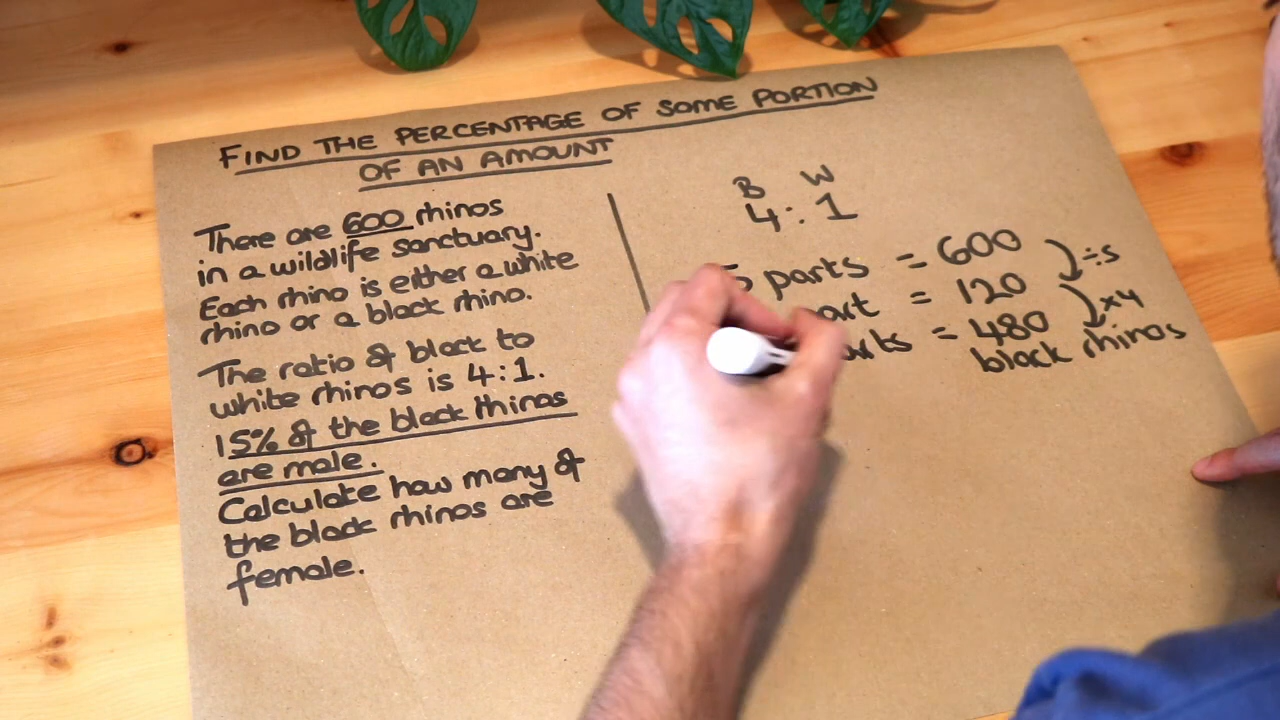 FIND THE PERCENTAGE OF SOME PORTION
OF AN AMOUNT
There are 600 rhinos
in a wildlife sanctuary.
Each rhino is either a white
rhino or a black rhino.
The ratio of black to
white rhinos is 4:1.
15% of the black rhinos
are male.
Calculate how many of
the black rhinos are
female.
B W
4:1
5 parts = 600
÷5
= 120
×4
= 480
black rhinos